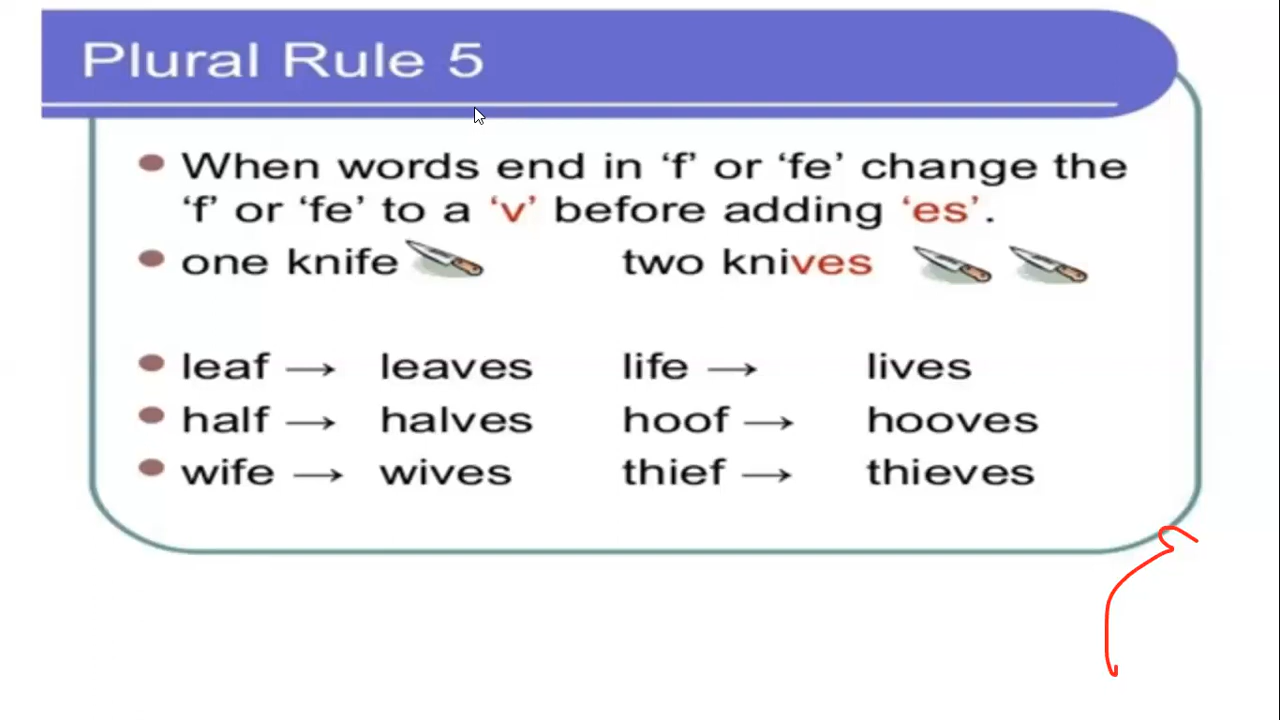 Plural Rule 5
When words end in ‘f’ or ‘fe’ change the
‘f’ or ‘fe’ to a ‘v’ before adding ‘es’.
one knife two knives
leaf → leaves life → lives
half → halves hoof → hooves
wife → wives thief → thieves